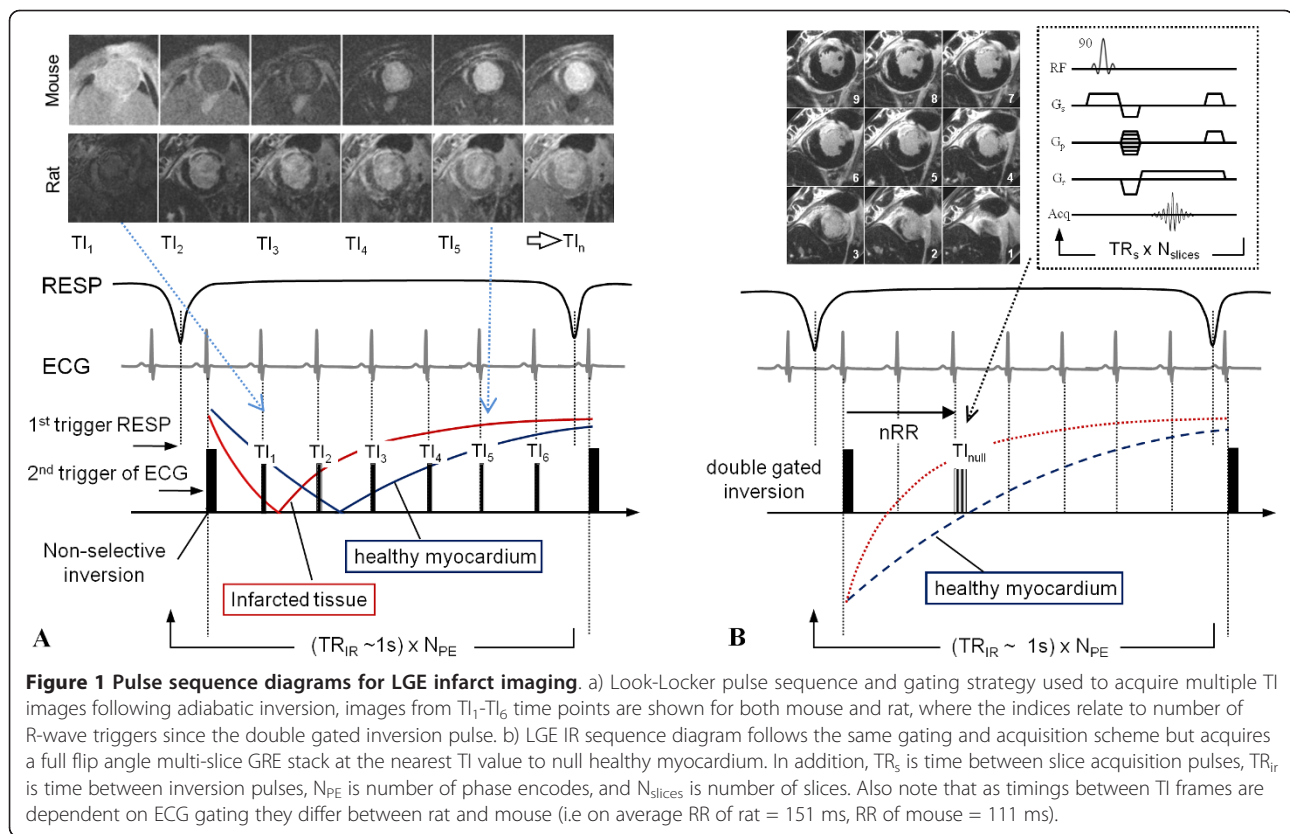 Mouse
Rat
TI1 TI2 TI3 TI4 TI5 TIn
RESP
ECG
1st trigger RESP
2nd trigger of ECG
TI1 TI2 TI3 TI4 TI5 TI6
Non-selective
inversion
healthy myocardium
Infarcted tissue
A
(TRIR ~1s) x NPE
9 8 7
6 5 4
3 2 1
90
RF
Gs
Gp
Gr
Acq
TRs x Nslices
nRR
TInull
double gated
inversion
healthy myocardium
B
(TRIR ~ 1s) x NPE
Figure 1 Pulse sequence diagrams for LGE infarct imaging. a) Look-Locker pulse sequence and gating strategy used to acquire multiple TI
images following adiabatic inversion, images from TI1-TI6 time points are shown for both mouse and rat, where the indices relate to number of
R-wave triggers since the double gated inversion pulse. b) LGE IR sequence diagram follows the same gating and acquisition scheme but acquires
a full flip angle multi-slice GRE stack at the nearest TI value to null healthy myocardium. In addition, TRs is time between slice acquisition pulses, TRir
is time between inversion pulses, NPE is number of phase encodes, and Nslices is number of slices. Also note that as timings between TI frames are
dependent on ECG gating they differ between rat and mouse (i.e on average RR of rat = 151 ms, RR of mouse = 111 ms).